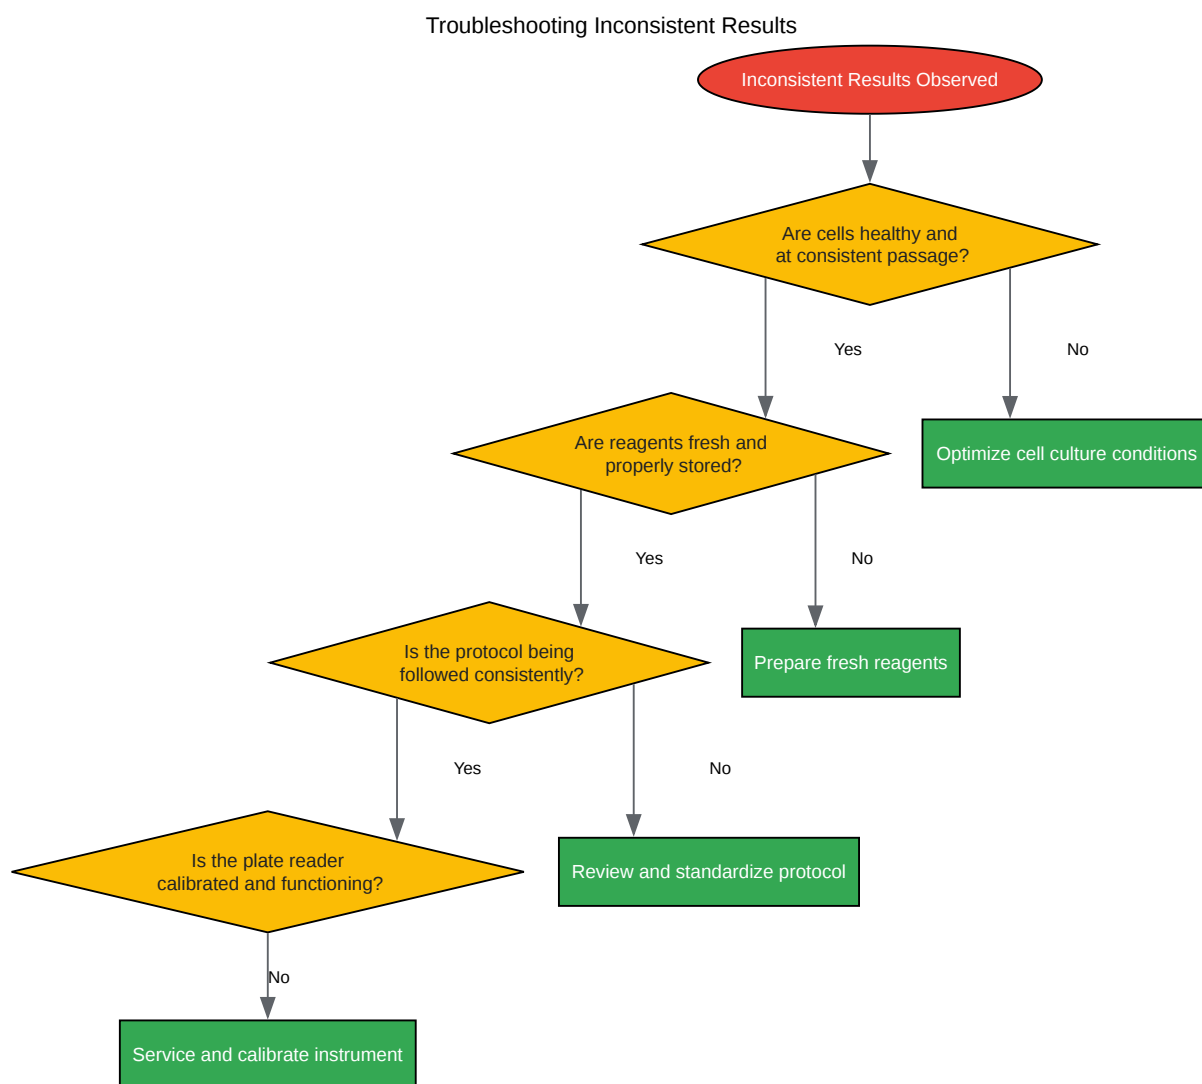 Troubleshooting Inconsistent Results
Inconsistent Results Observed
Are cells healthy and
at consistent passage?
Yes
No
Are reagents fresh and
properly stored?
Optimize cell culture conditions
Yes
No
Is the protocol being
followed consistently?
Prepare fresh reagents
Yes
No
Is the plate reader
calibrated and functioning?
Review and standardize protocol
No
Service and calibrate instrument